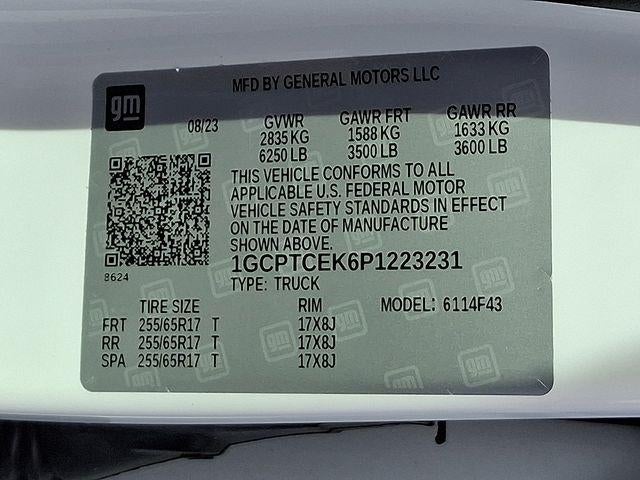 MFD BY GENERAL MOTORS LLC
gm
08/23 GVWR GAWR FRT GAWR RR
2835 KG 1588 KG 1633 KG
6250 LB 3500 LB 3600 LB
THIS VEHICLE CONFORMS TO ALL
APPLICABLE U.S. FEDERAL MOTOR
VEHICLE SAFETY STANDARDS IN EFFECT
ON THE DATE OF MANUFACTURE
SHOWN ABOVE.
1GCPTCEK6P1223231
8624
TYPE: TRUCK
TIRE SIZE RIM MODEL: 6114F43
FRT 255/65R17 T 17X8J
RR 255/65R17 T 17X8J
SPA 255/65R17 T 17X8J